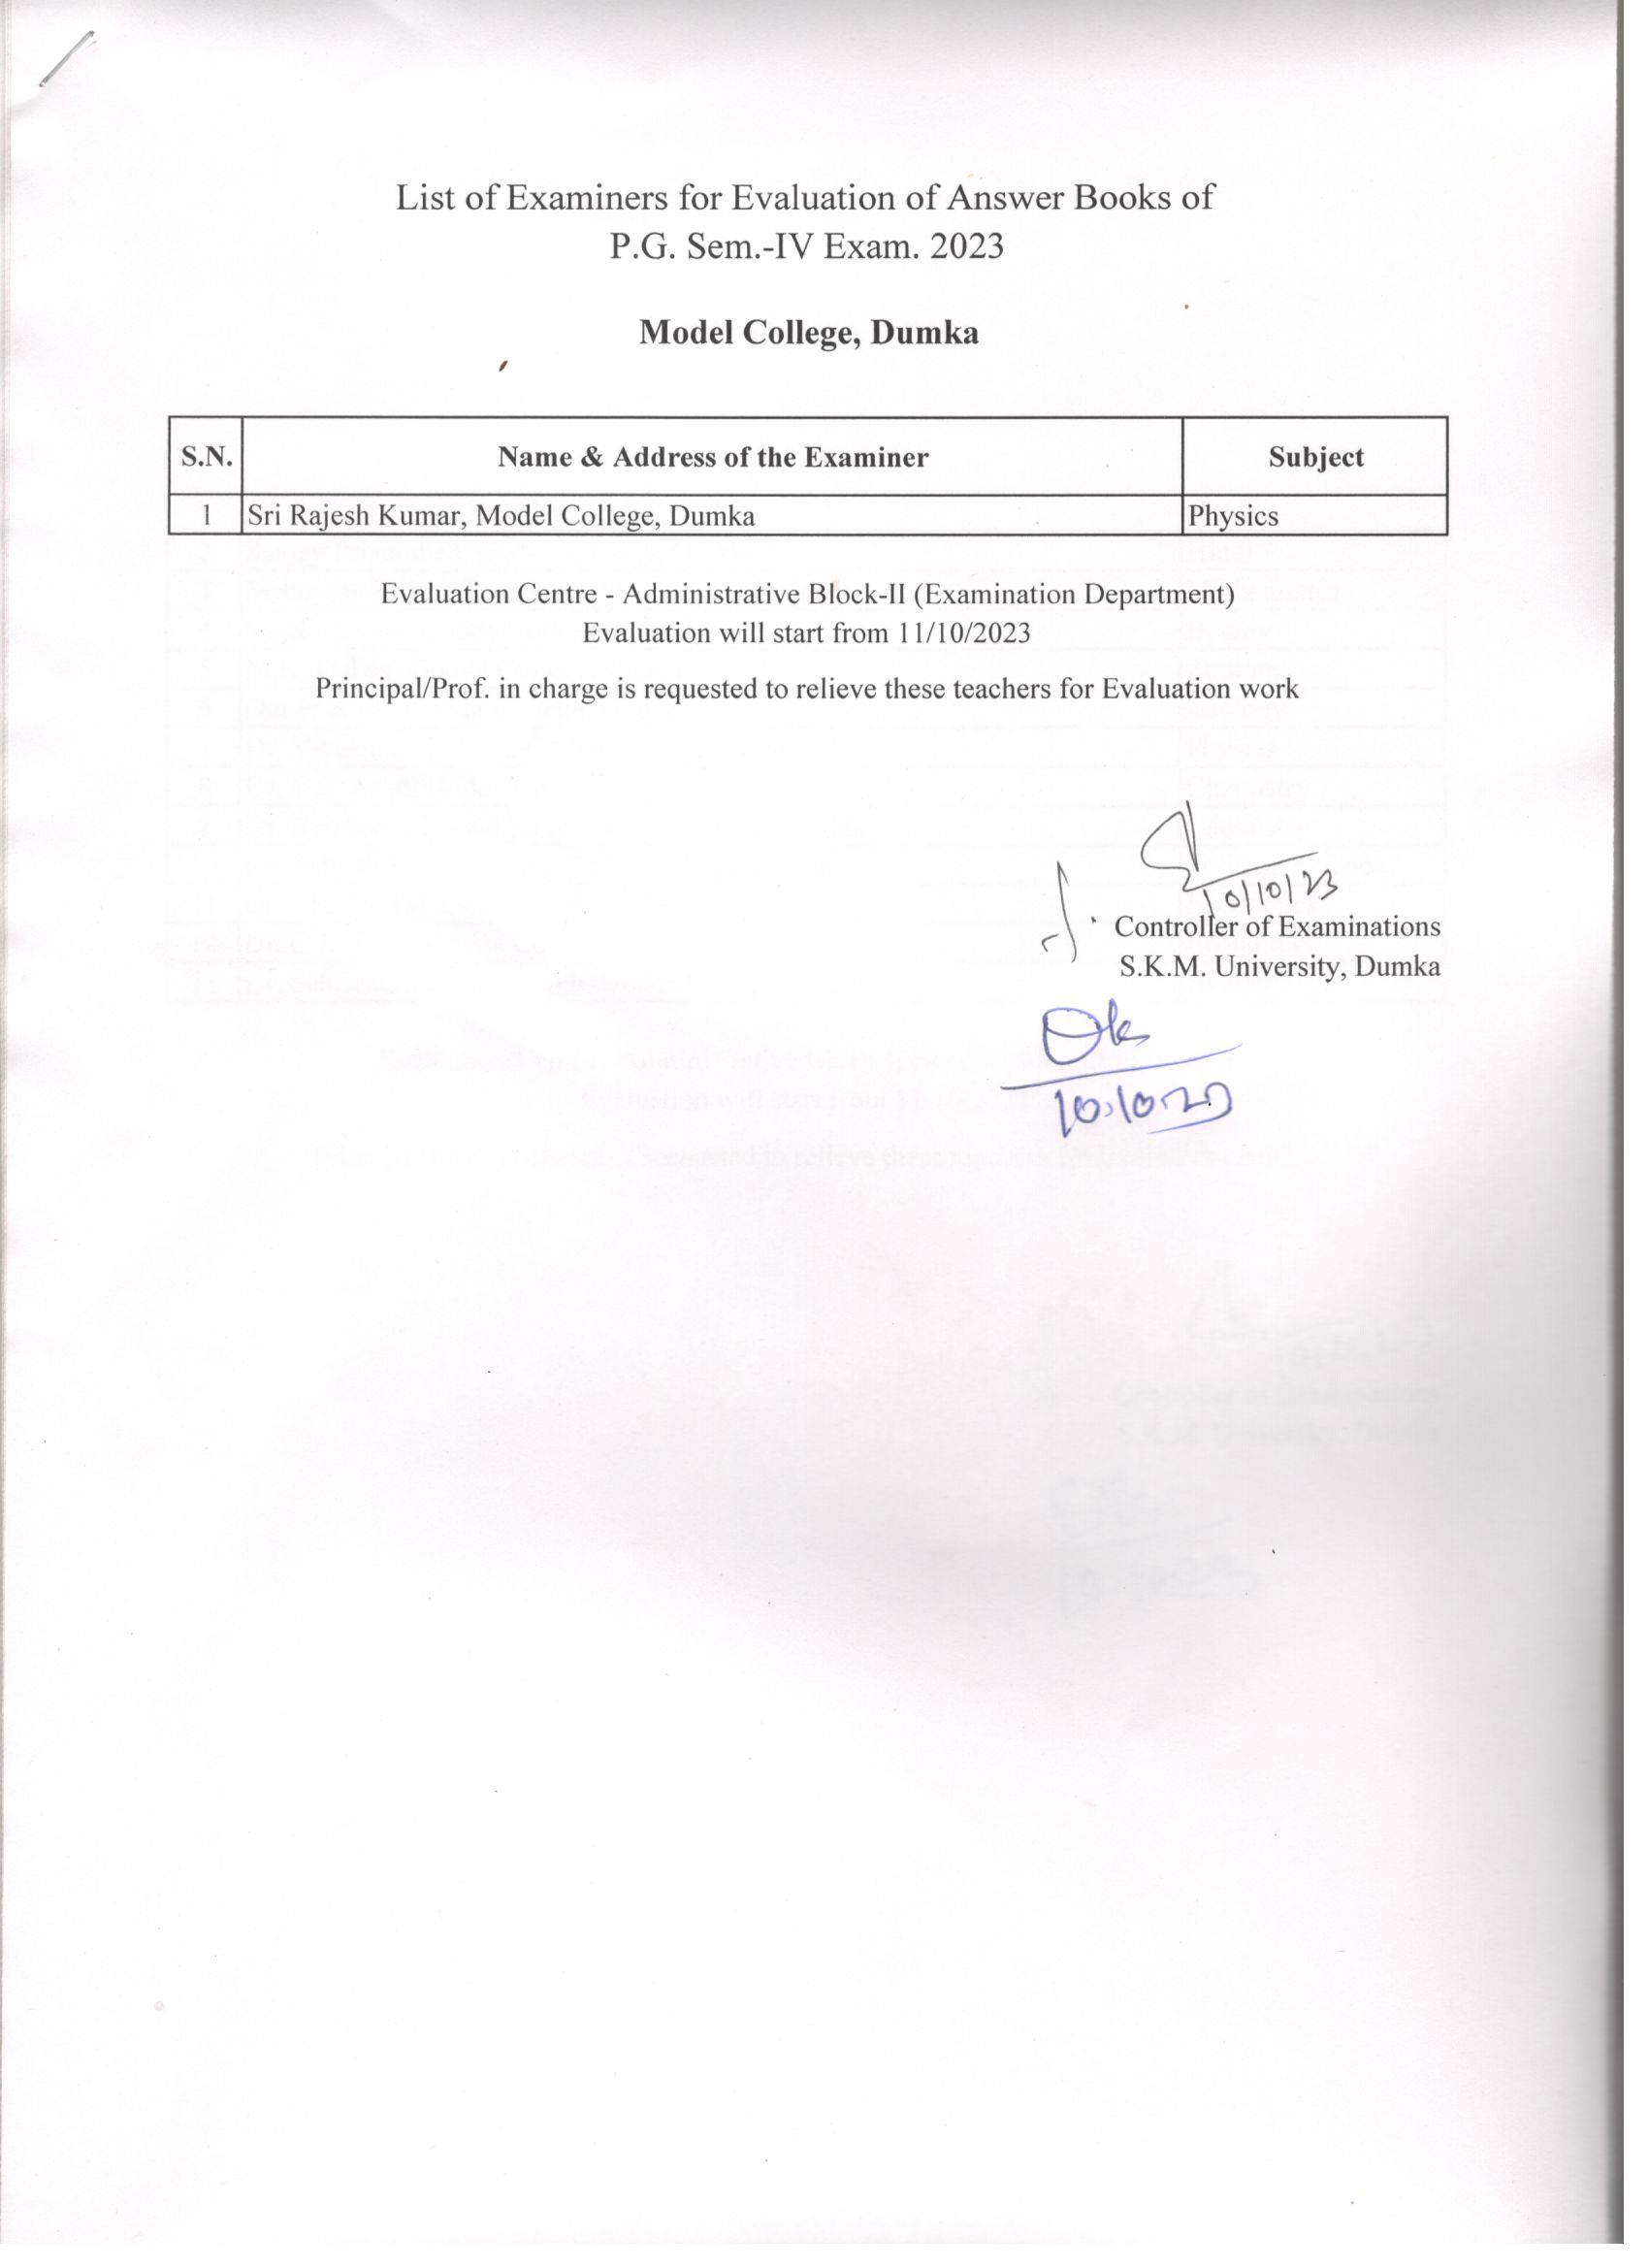 List of Examiners for Evaluation of Answer Books of
P.G. Sem.-IV Exam. 2023
Model College, Dumka
S.N. Name & Address of the Examiner Subject
1 Sri Rajesh Kumar, Model College, Dumka Physics
Evaluation Centre - Administrative Block-II (Examination Department)
Evaluation will start from 11/10/2023
Principal/Prof. in charge is requested to relieve these teachers for Evaluation work
10/10/23
Controller of Examinations
S.K.M. University, Dumka
Ok